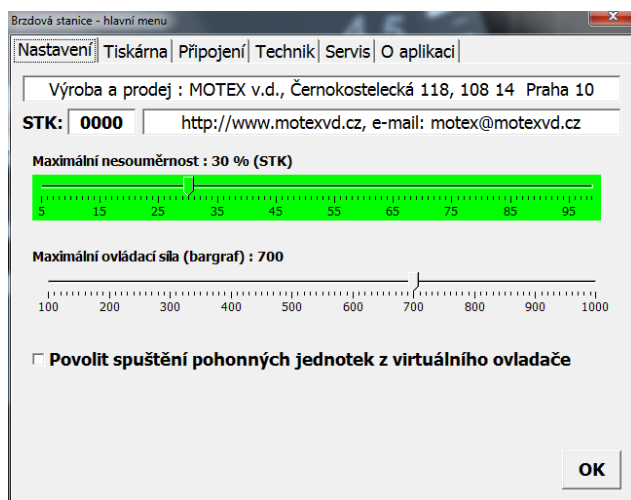 Brzdová stanice - hlavní menu
Nastavení Tiskárna Připojení Technik Servis O aplikaci
Výroba a prodej : MOTEX v.d., Černokostelecká 118, 108 14 Praha 10
STK: 0000 http://www.motexvd.cz, e-mail: motex@motexvd.cz
Maximální nesouměrnost : 30 % (STK)
5 15 25 35 45 55 65 75 85 95
Maximální ovládací síla (bargraf) : 700
100 200 300 400 500 600 700 800 900 1000
Povolit spuštění pohonných jednotek z virtuálního ovladače
OK